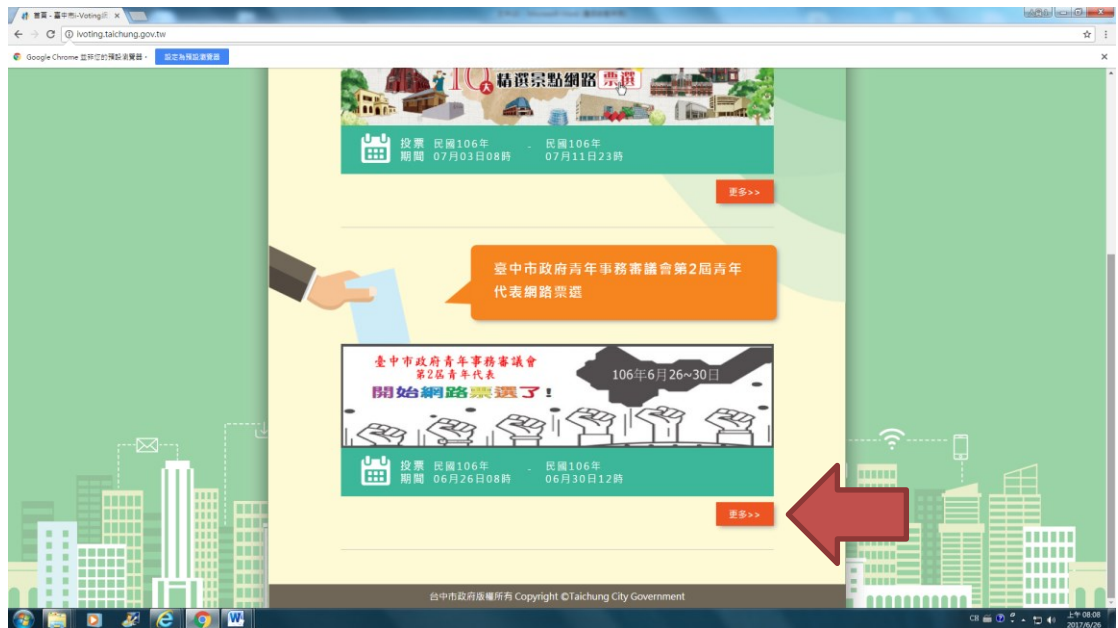 首頁 - 臺中市i-Voting
ivoting.taichung.gov.tw
Google Chrome 並非您的預設瀏覽器。 設定為預設瀏覽器
10大 精選景點網路票選
投票期間 民國106年 07月03日08時 - 民國106年 07月11日23時
更多>>
臺中市政府青年事務審議會第2屆青年
代表網路票選
臺中市政府青年事務審議會
第2屆青年代表
開始網路票選了!
106年6月26~30日
投票期間 民國106年 06月26日08時 - 民國106年 06月30日12時
更多>>
台中市政府版權所有 Copyright ©Taichung City Government
CH
上午 08:08
2017/6/26